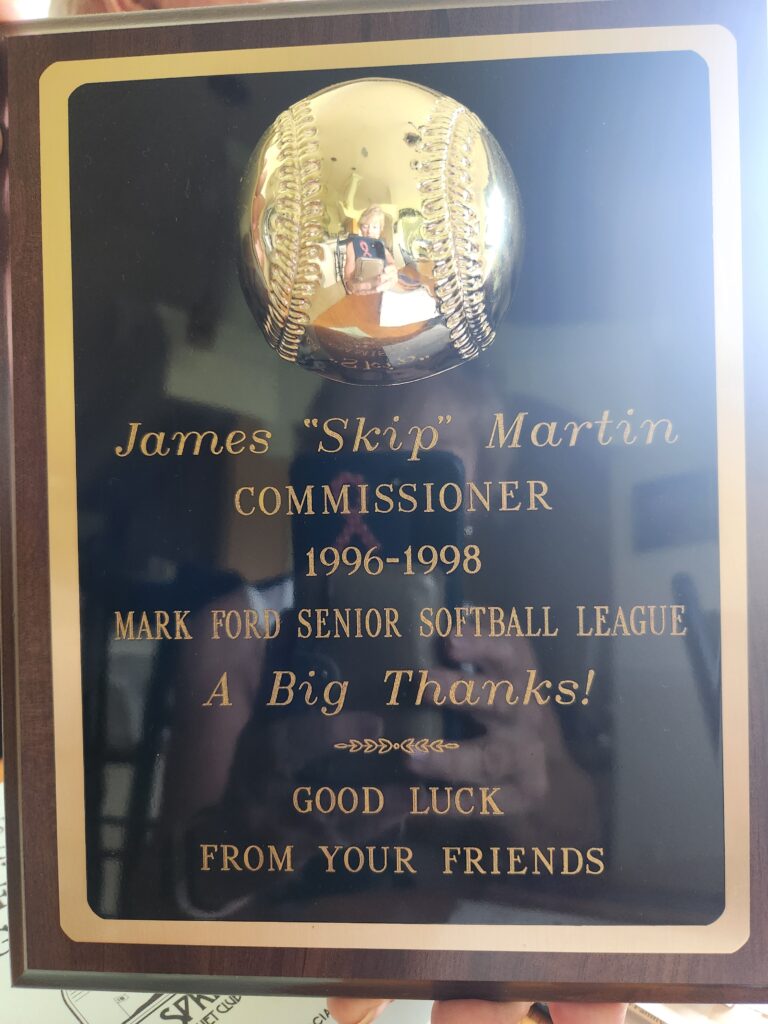 James "Skip" Martin
COMMISSIONER
1996-1998
MARK FORD SENIOR SOFTBALL LEAGUE
A Big Thanks!
GOOD LUCK
FROM YOUR FRIENDS